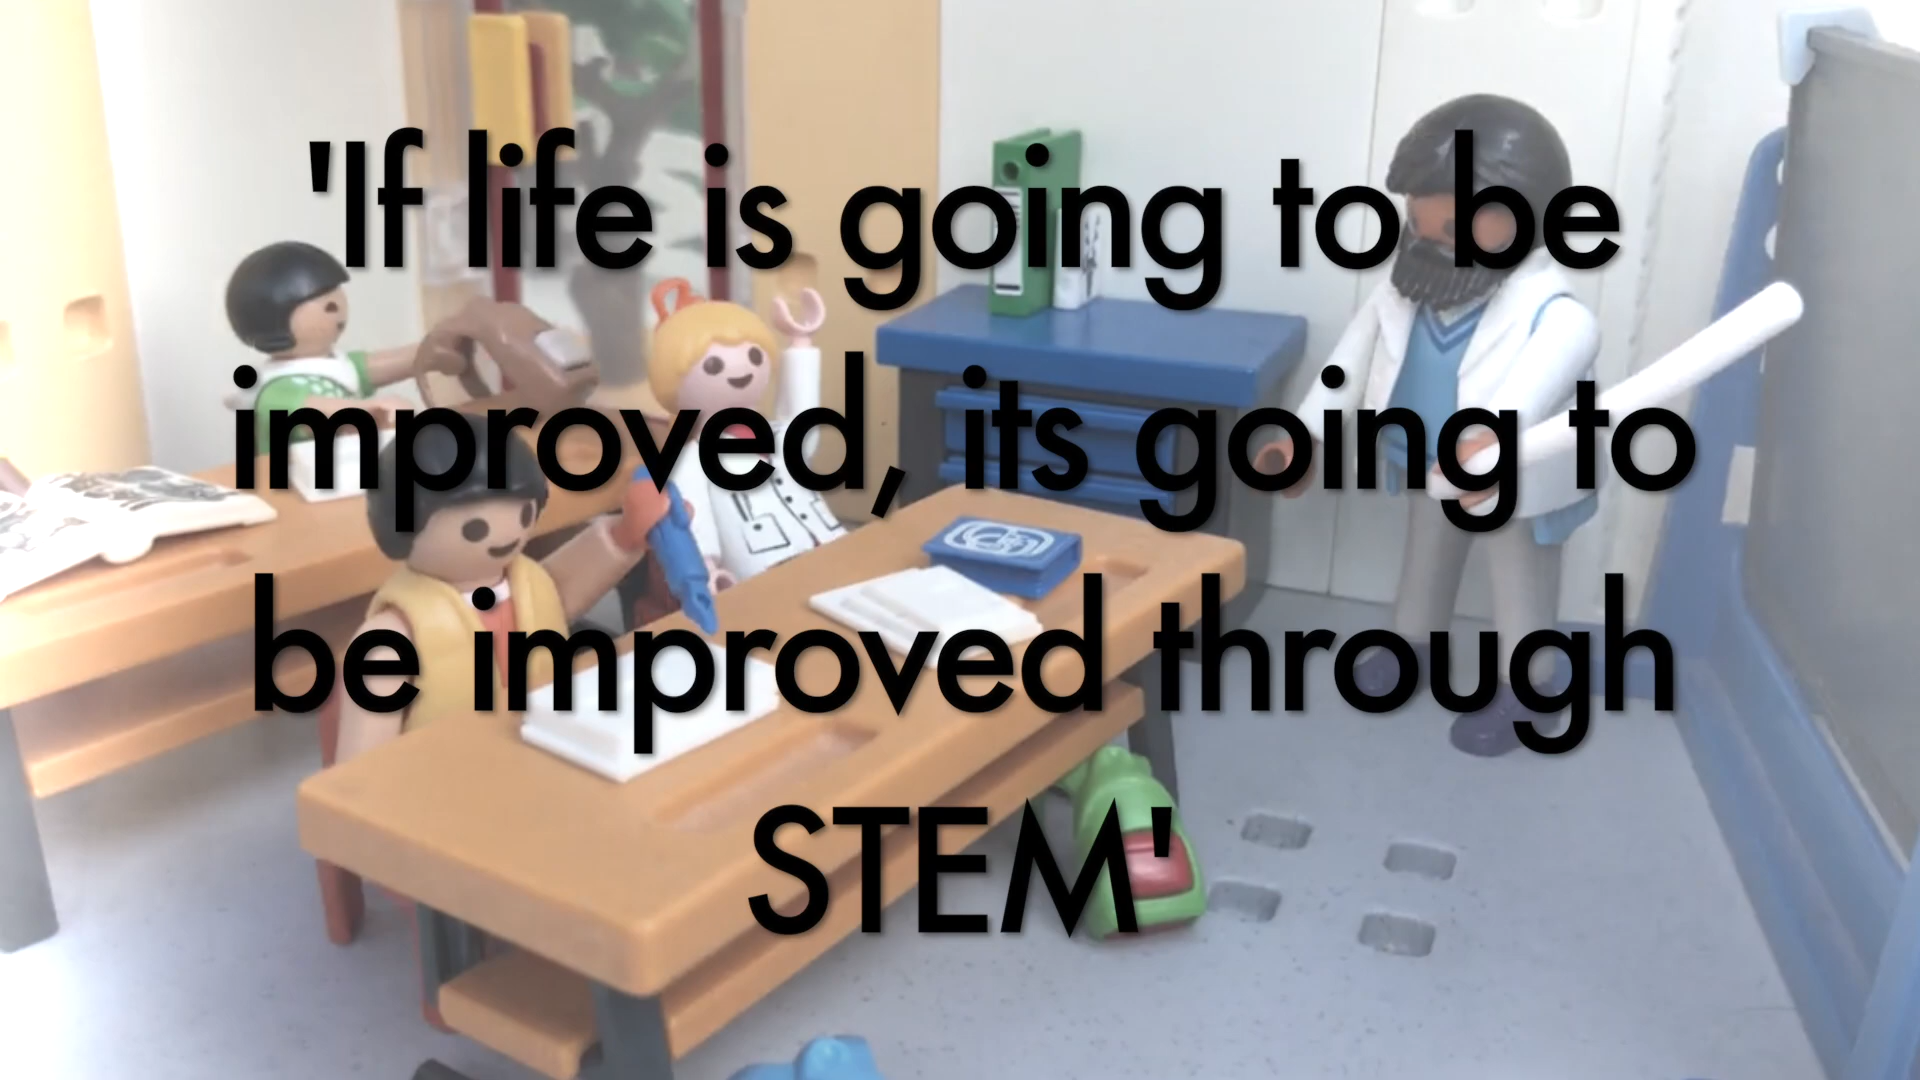 'If life is going to be
improved, its going to
be improved through
STEM'